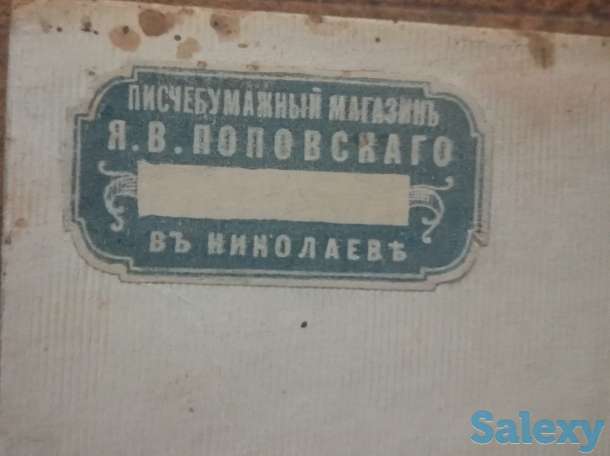 ПИСЧЕБУМАЖНЫЙ МАГАЗИНЪ
Я. В. ПОПОВСКАГО
ВЪ НИКОЛАЕВѢ
Salexy